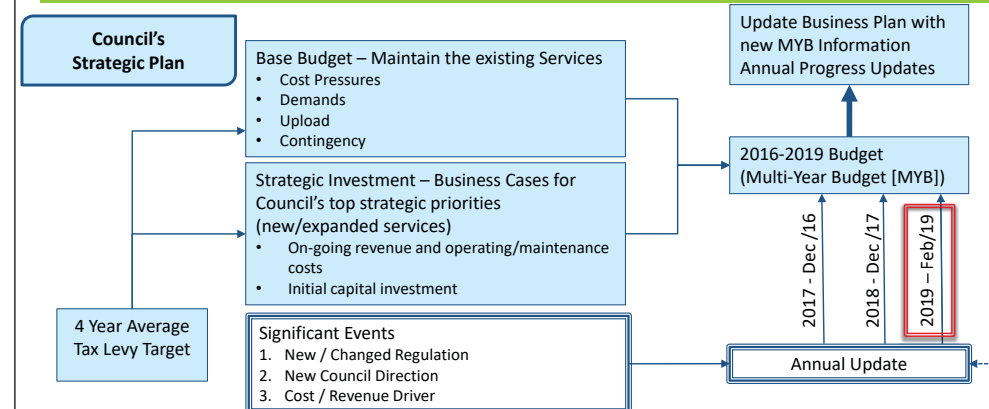 Council's
Strategic Plan
Base Budget – Maintain the existing Services
• Cost Pressures
• Demands
• Upload
• Contingency
Strategic Investment – Business Cases for
Council's top strategic priorities
(new/expanded services)
• On-going revenue and operating/maintenance
costs
• Initial capital investment
4 Year Average
Tax Levy Target
Significant Events
1. New / Changed Regulation
2. New Council Direction
3. Cost / Revenue Driver
Update Business Plan with
new MYB Information
Annual Progress Updates
2016-2019 Budget
(Multi-Year Budget [MYB])
2017 - Dec /16
2018 - Dec /17
2019 – Feb/19
Annual Update